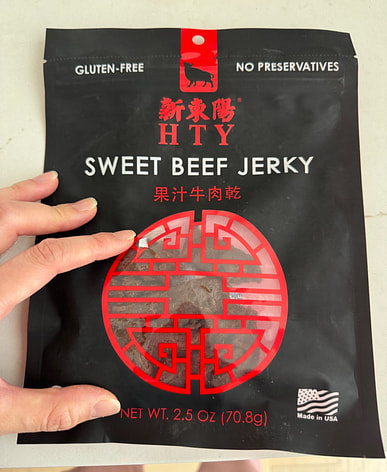 GLUTEN-FREE
NO PRESERVATIVES
新東陽®
HTY
SWEET BEEF JERKY
果汁牛肉乾
NET WT. 2.5 OZ (70.8g)
Made in USA